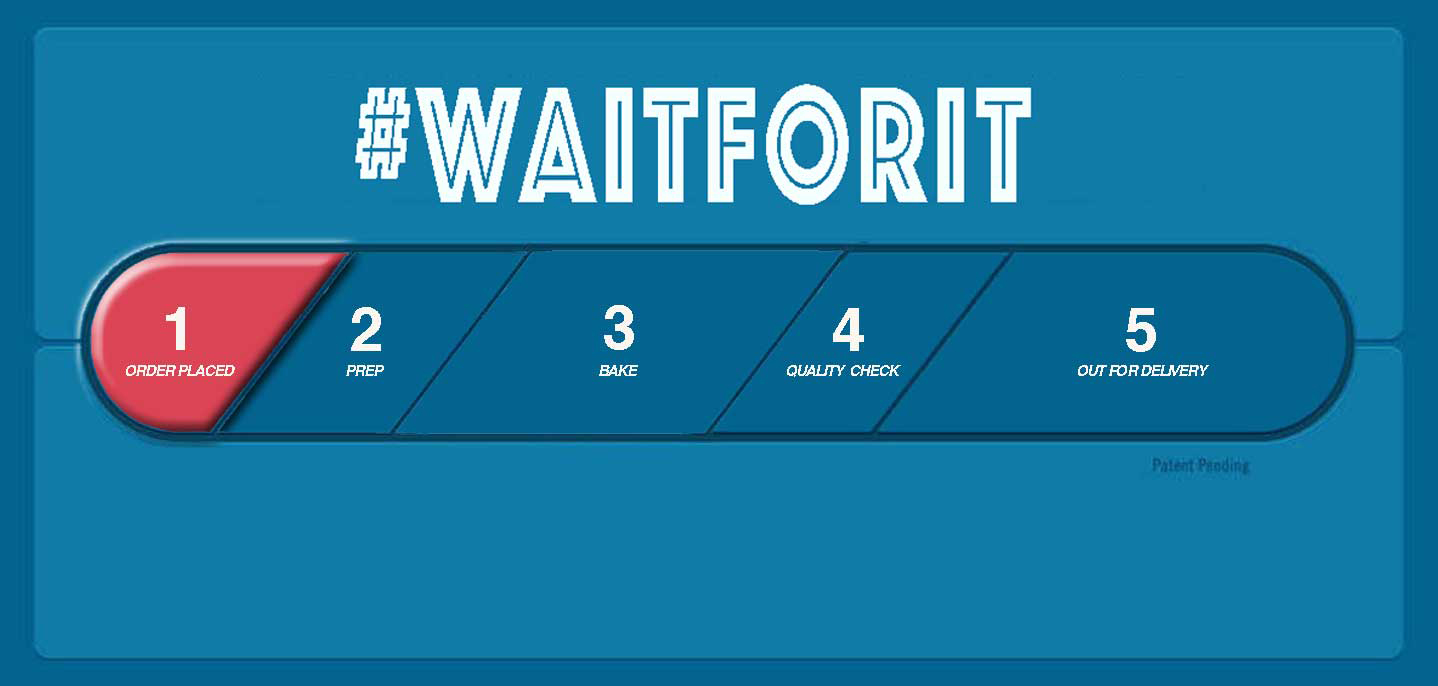 #WAITFORIT
1 2 3 4 5
ORDER PLACED PREP BAKE QUALITY CHECK OUT FOR DELIVERY
Patent Pending